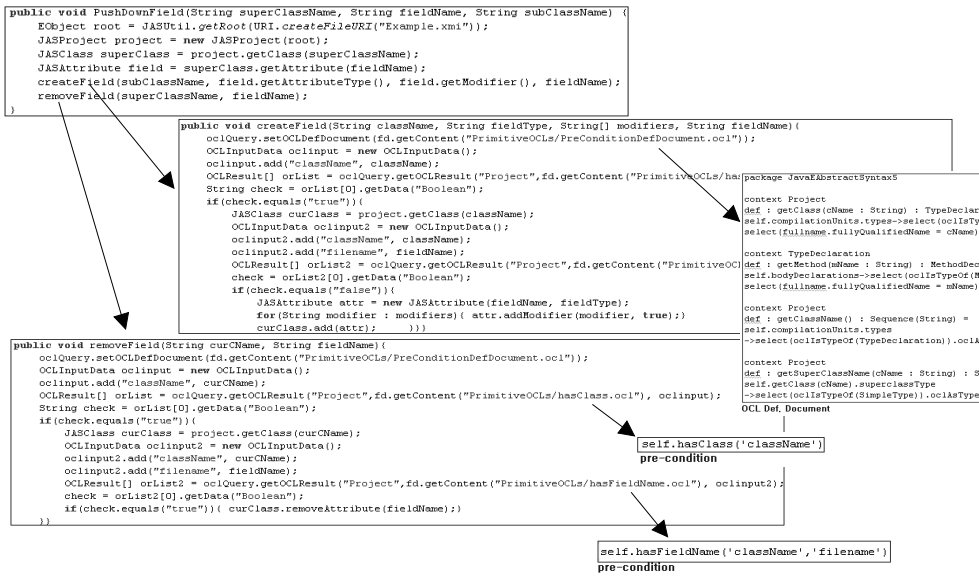 public void PushDownField(String superClassName, String fieldName, String subClassName) {
EObject root = JASUtil.getRoot(URI.createFileURI("Example.xmi"));
JASProject project = new JASProject(root);
JASClass superClass = project.getClass(superClassName);
JASAttribute field = superClass.getAttribute(fieldName);
createField(subClassName, field.getAttributeType(), field.getModifier(), fieldName);
removeField(superClassName, fieldName);
}
public void createField(String className, String fieldType, String[] modifiers, String fieldName){
oclQuery.setOCLDefDocument(fd.getContent("PrimitiveOCLs/PreConditionDefDocument.ocl"));
OCLInputData oclinput = new OCLInputData();
oclinput.add("className", className);
OCLResult[] orList = oclQuery.getOCLResult("Project",fd.getContent("PrimitiveOCLs/has
String check = orList[0].getData("Boolean");
if(check.equals("true")){
JASClass curClass = project.getClass(className);
OCLInputData oclinput2 = new OCLInputData();
oclinput2.add("className", className);
oclinput2.add("filename", fieldName);
OCLResult[] orList2 = oclQuery.getOCLResult("Project",fd.getContent("PrimitiveOCL
check = orList2[0].getData("Boolean");
if(check.equals("false")){
JASAttribute attr = new JASAttribute(fieldName, fieldType);
for(String modifier : modifiers){ attr.addModifier(modifier, true);}
curClass.add(attr); }}}
package JavaEAbstractSyntax5
context Project
def : getClass(cName : String) : TypeDeclar
self.compilationUnits.types->select(oclIsTy
select(fullname.fullyQualifiedName = cName)
context TypeDeclaration
def : getMethod(mName : String) : MethodDec
self.bodyDeclarations->select(oclIsTypeOf(M
select(fullname.fullyQualifiedName = mName)
context Project
def : getClassName() : Sequence(String) =
self.compilationUnits.types
->select(oclIsTypeOf(TypeDeclaration)).oclA
context Project
def : getSuperClassName(cName : String) : S
self.getClass(cName).superclassType
->select(oclIsTypeOf(SimpleType)).oclAsType
OCL Def. Document
public void removeField(String curCName, String fieldName){
oclQuery.setOCLDefDocument(fd.getContent("PrimitiveOCLs/PreConditionDefDocument.ocl"));
OCLInputData oclinput = new OCLInputData();
oclinput.add("className", curCName);
OCLResult[] orList = oclQuery.getOCLResult("Project",fd.getContent("PrimitiveOCLs/hasClass.ocl"), oclinput);
String check = orList[0].getData("Boolean");
if(check.equals("true")){
JASClass curClass = project.getClass(curCName);
OCLInputData oclinput2 = new OCLInputData();
oclinput2.add("className", curCName);
oclinput2.add("filename", fieldName);
OCLResult[] orList2 = oclQuery.getOCLResult("Project",fd.getContent("PrimitiveOCLs/hasFieldName.ocl"), oclinput2);
check = orList2[0].getData("Boolean");
if(check.equals("true")){ curClass.removeAttribute(fieldName);}
}}
self.hasClass('className')
pre-condition
self.hasFieldName('className','filename')
pre-condition